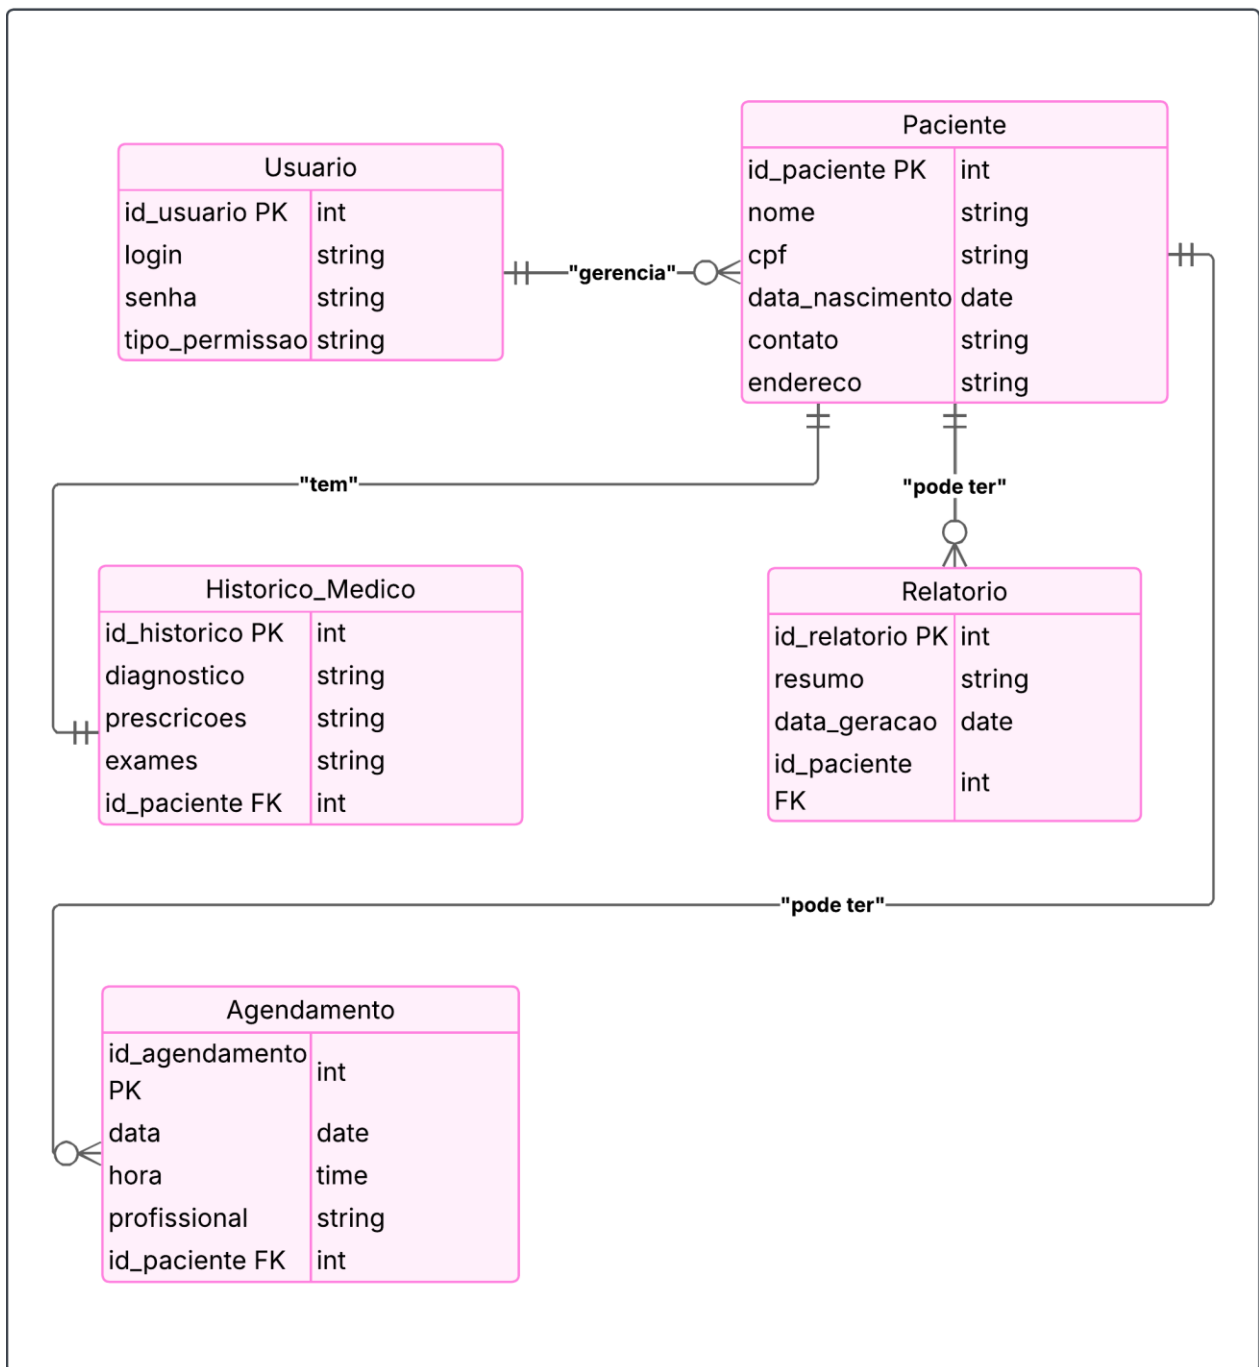 Usuario
id_usuario PK int
login string
senha string
tipo_permissao string
"gerencia"
Paciente
id_paciente PK int
nome string
cpf string
data_nascimento date
contato string
endereco string
"tem"
"pode ter"
Historico_Medico
id_historico PK int
diagnostico string
prescricoes string
exames string
id_paciente FK int
Relatorio
id_relatorio PK int
resumo string
data_geracao date
id_paciente
FK int
"pode ter"
Agendamento
id_agendamento
PK int
data date
hora time
profissional string
id_paciente FK int